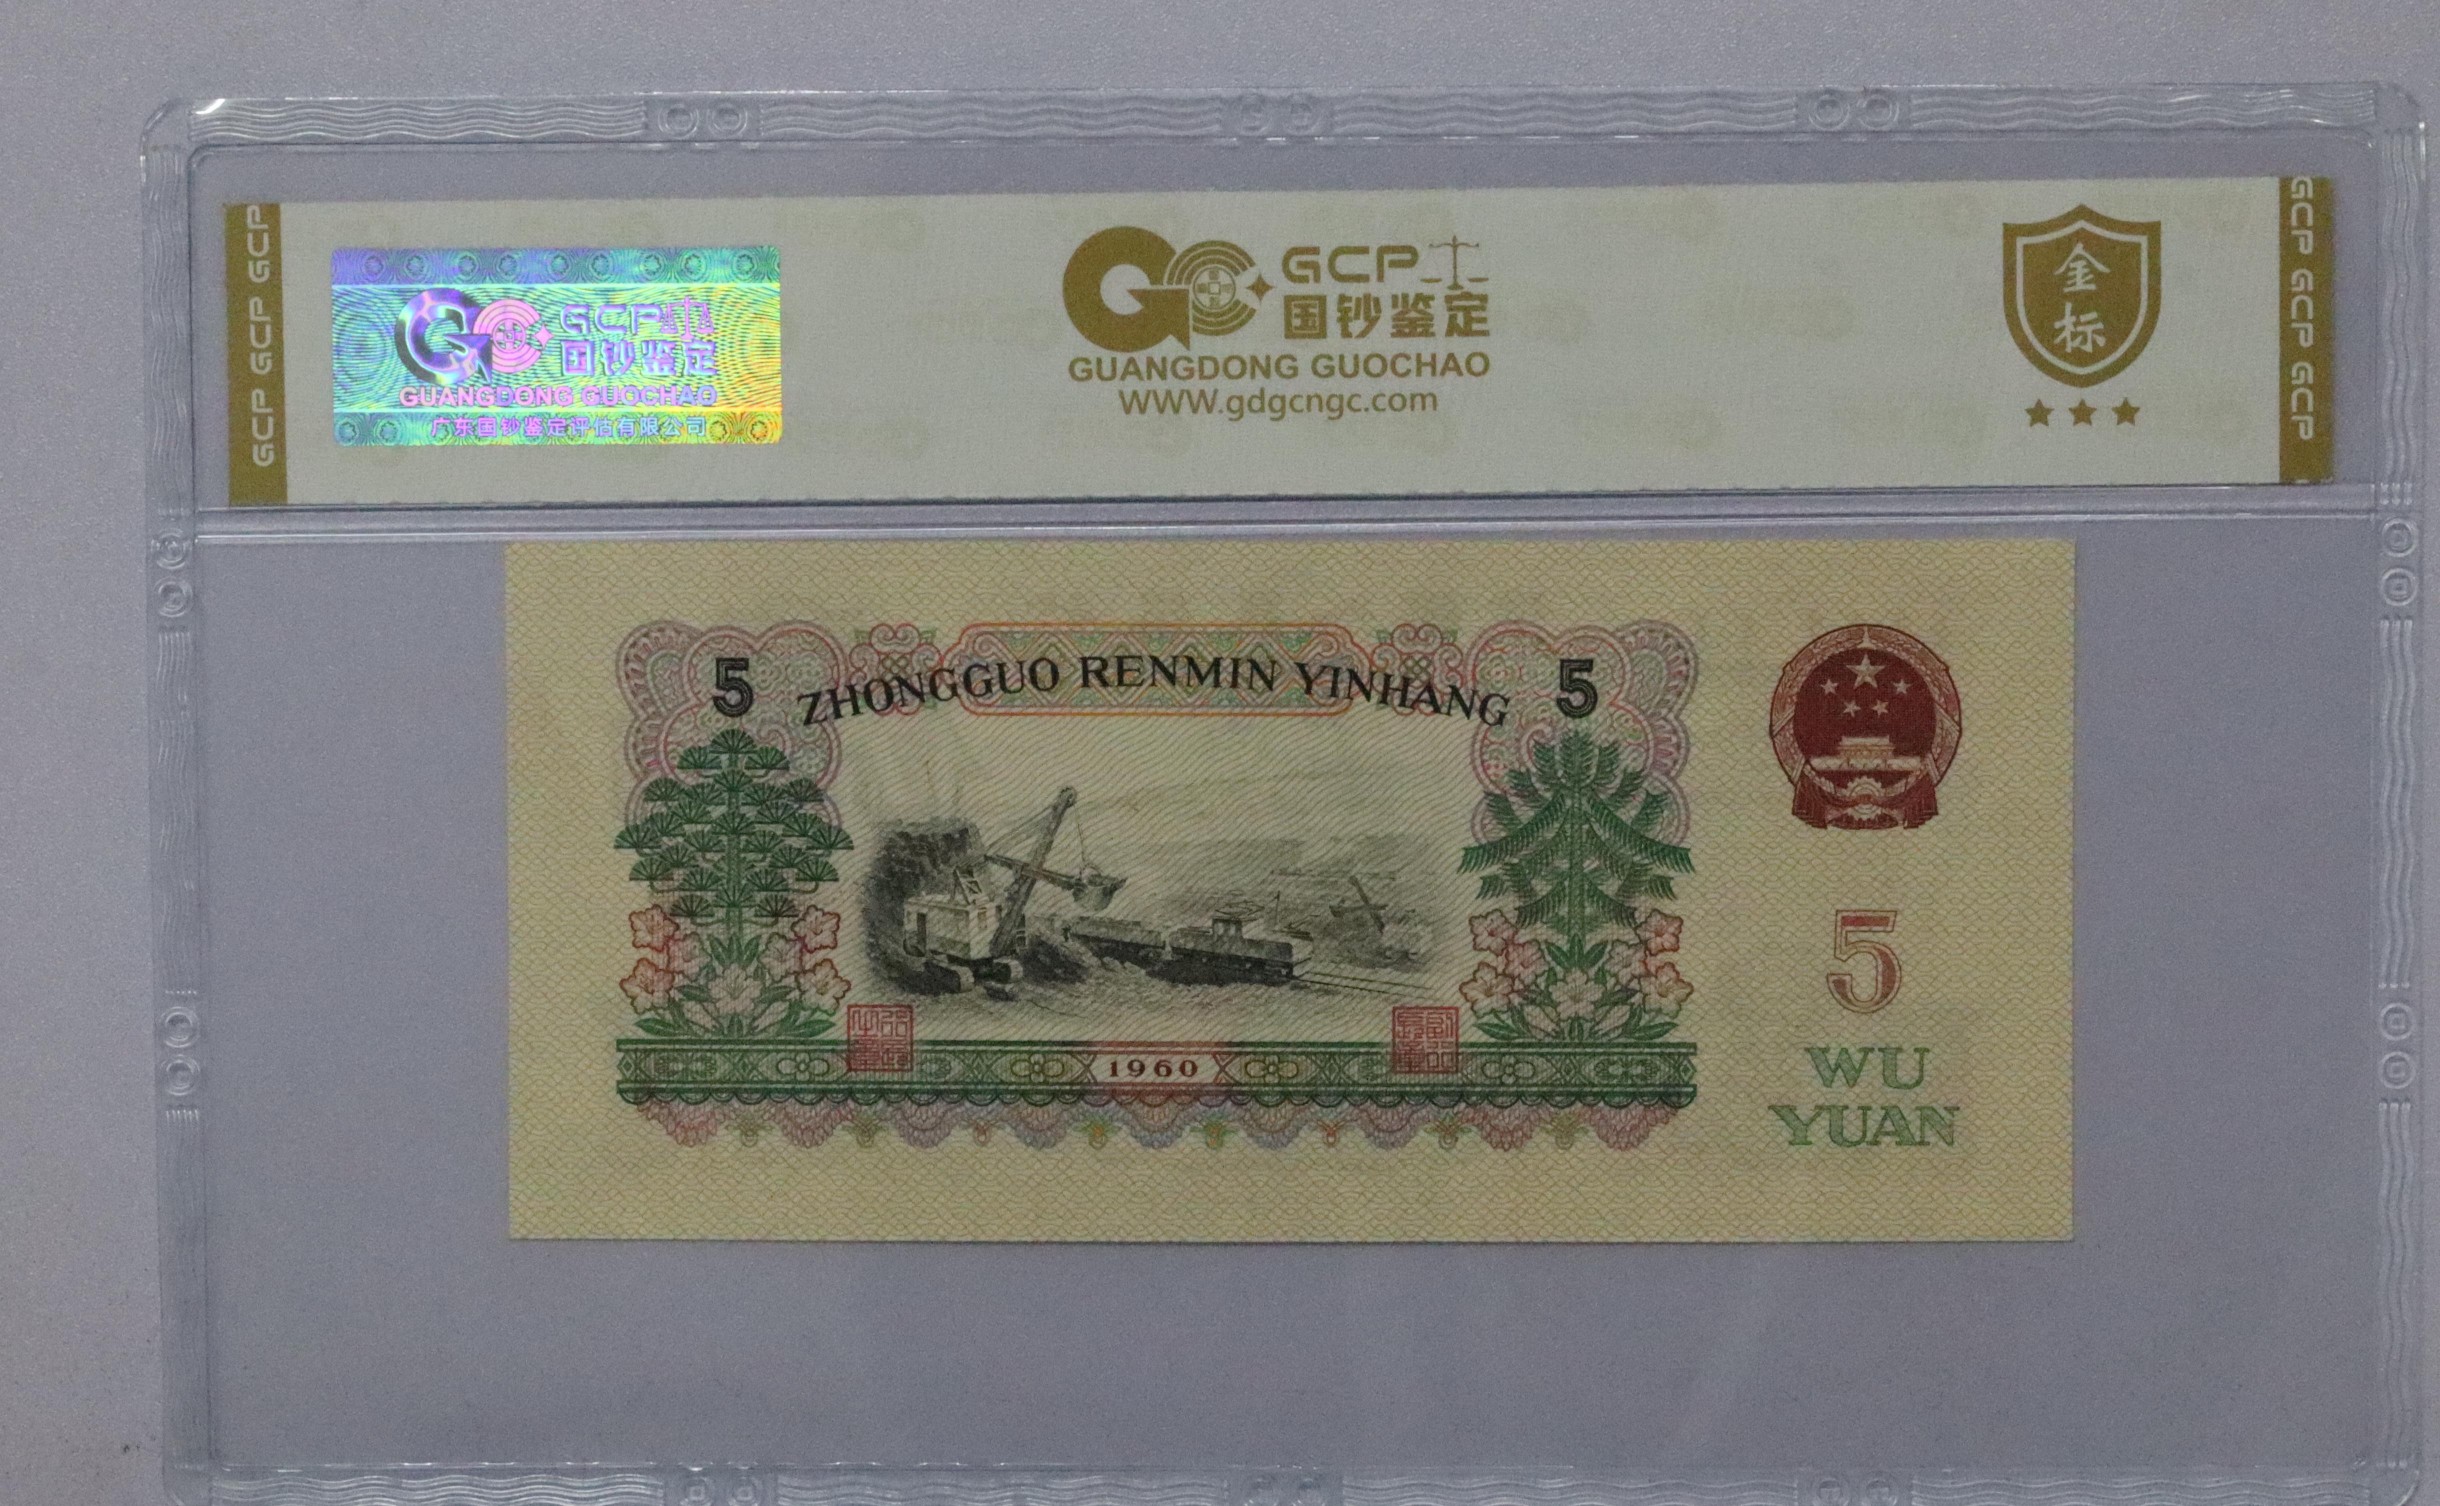 GCP GCP GCP
GCP
国钞鉴定
GUANGDONG GUOCHAO
广东国钞鉴定评估有限公司
GCP
国钞鉴定
GUANGDONG GUOCHAO
www.gdgcngc.com
金
标
GCP GCP GCP
5
ZHONGGUO RENMIN YINHANG
5
1960
5
WU
YUAN